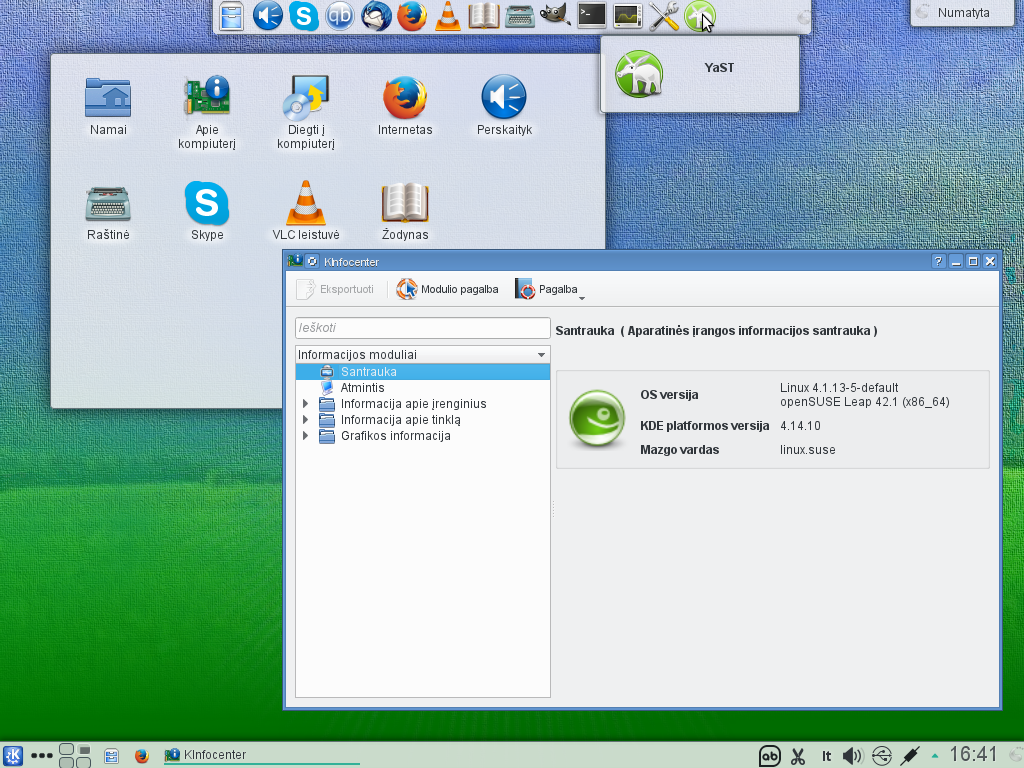 qb
Numatyta
YaST
Namai
Apie
kompiuterį
Diegti į
kompiuterį
Internetas
Perskaityk
Raštinė
Skype
VLC leistuvė
Žodynas
KInfocenter
Eksportuoti
Modulio pagalba
Pagalba
Ieškoti
Informacijos moduliai
Santrauka
Atmintis
Informacija apie įrenginius
Informacija apie tinklą
Grafikos informacija
Santrauka ( Aparatinės įrangos informacijos santrauka )
OS versija
Linux 4.1.13-5-default
openSUSE Leap 42.1 (x86_64)
KDE platformos versija
4.14.10
Mazgo vardas
linux.suse
KInfocenter
ab
lt
16:41